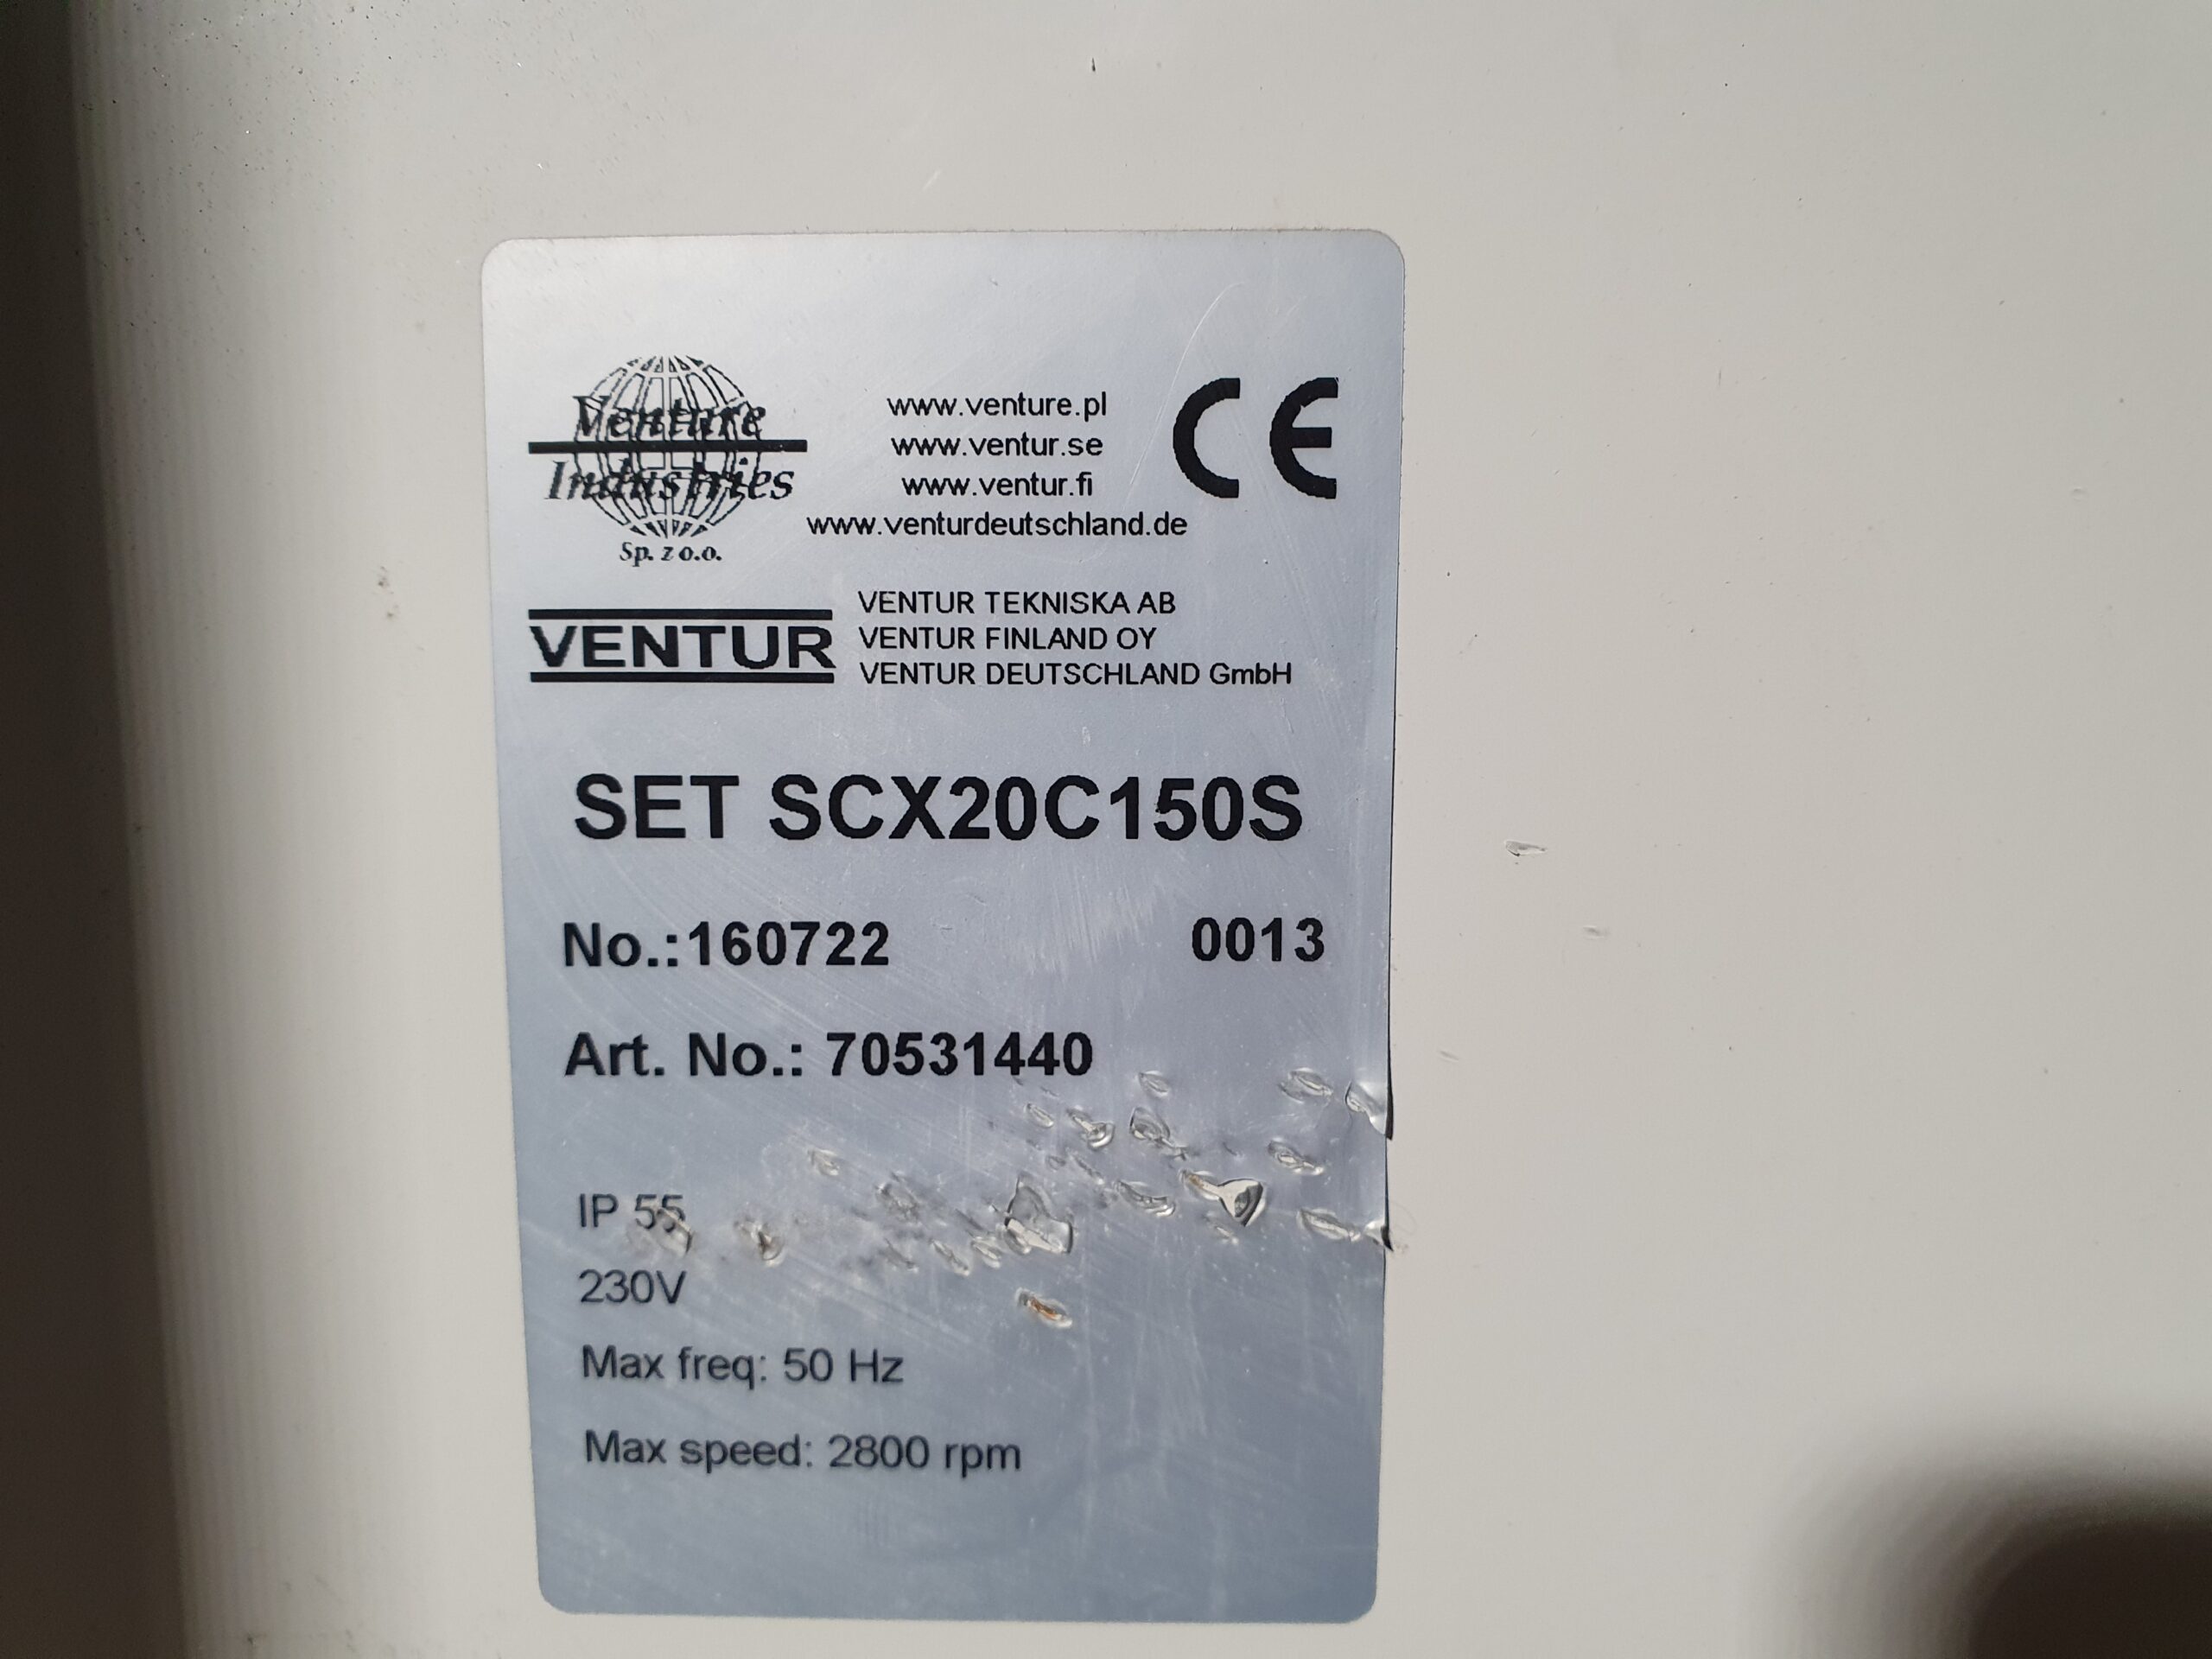 Venture
Industries
Sp. z o.o.
www.venture.pl
www.ventur.se
www.ventur.fi
www.venturdeutschland.de
CE
VENTUR
VENTUR TEKNISKA AB
VENTUR FINLAND OY
VENTUR DEUTSCHLAND GmbH
SET SCX20C150S
No.:160722 0013
Art. No.: 70531440
IP 55
230V
Max freq: 50 Hz
Max speed: 2800 rpm